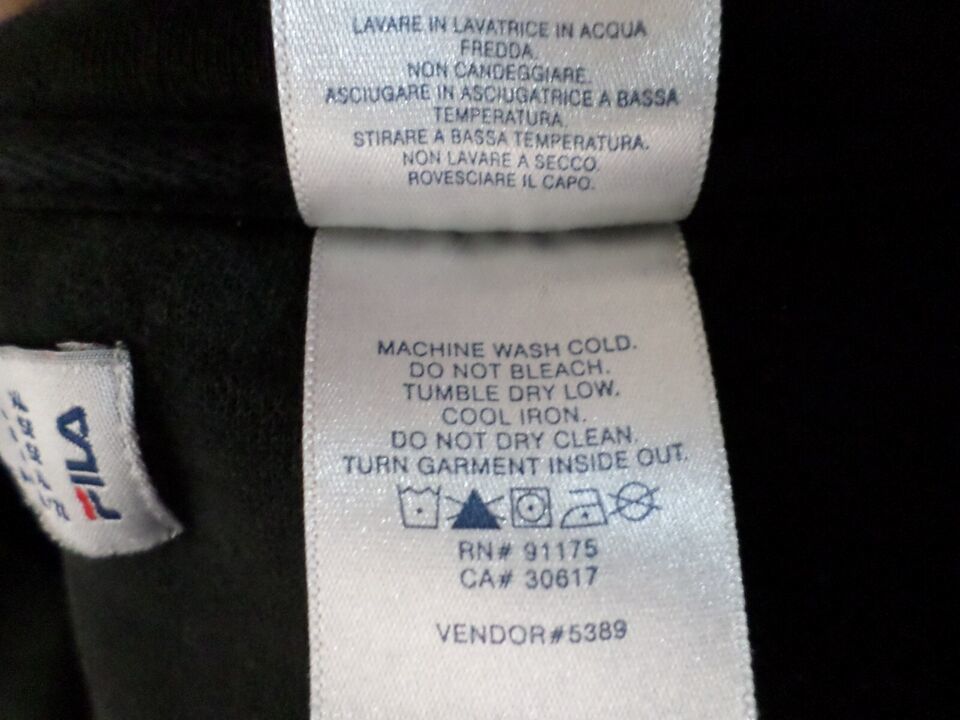 LAVARE IN LAVATRICE IN ACQUA
FREDDA.
NON CANDEGGIARE.
ASCIUGARE IN ASCIUGATRICE A BASSA
TEMPERATURA.
STIRARE A BASSA TEMPERATURA.
NON LAVARE A SECCO.
ROVESCIARE IL CAPO.
MACHINE WASH COLD.
DO NOT BLEACH.
TUMBLE DRY LOW.
COOL IRON.
DO NOT DRY CLEAN.
TURN GARMENT INSIDE OUT.
RN# 91175
CA# 30617
VENDOR#5389
FILA